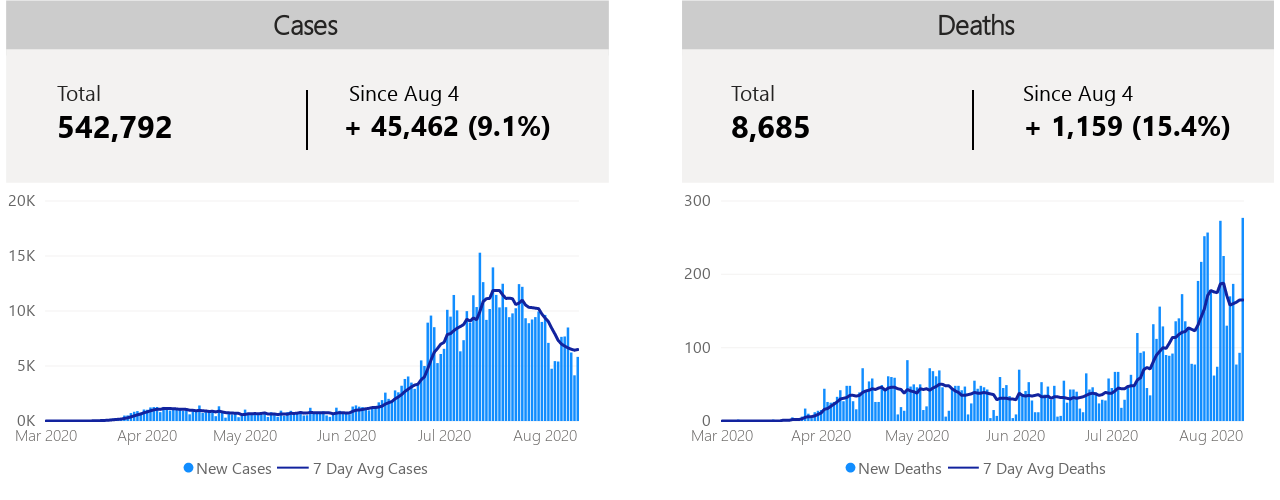 Cases
Total
Since Aug 4
542,792
+ 45,462 (9.1%)
20K
15K
10K
5K
0K
Mar 2020 Apr 2020 May 2020 Jun 2020 Jul 2020 Aug 2020
New Cases 7 Day Avg Cases
Deaths
Total
Since Aug 4
8,685
+ 1,159 (15.4%)
300
200
100
0
Mar 2020 Apr 2020 May 2020 Jun 2020 Jul 2020 Aug 2020
New Deaths 7 Day Avg Deaths